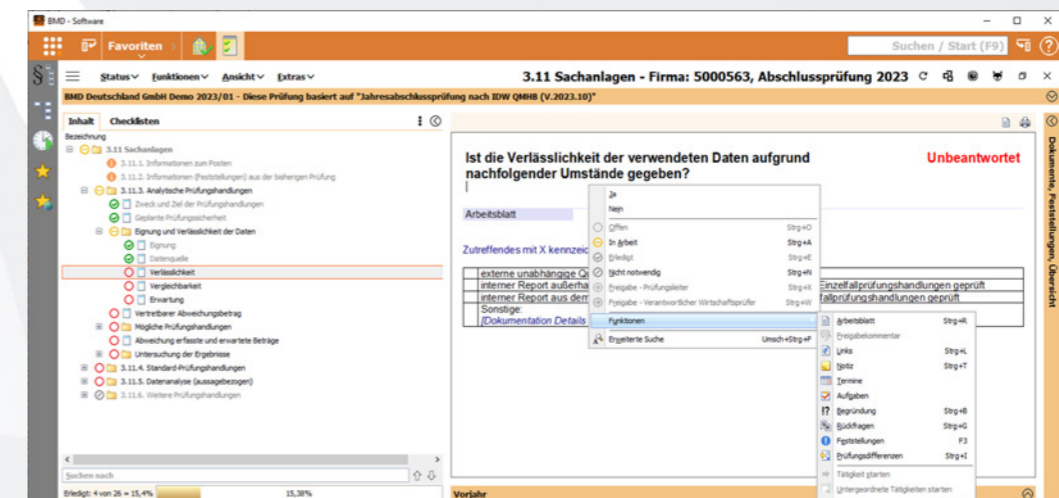 BMD - Software
Favoriten
Suchen / Start (F9)
Status Funktionen Ansicht Extras
3.11 Sachanlagen - Firma: 5000563, Abschlussprüfung 2023
BMD Deutschland GmbH Demo 2023/01 - Diese Prüfung basiert auf "Jahresabschlussprüfung nach IDW QMHB (V.2023.10)"
Inhalt Checklisten
Bezeichnung
3.11 Sachanlagen
3.11.1. Informationen zum Posten
3.11.2. Informationen (Feststellungen) aus der bisherigen Prüfung
3.11.3. Analytische Prüfungshandlungen
Zweck und Ziel der Prüfungshandlungen
Geplante Prüfungssicherheit
Eignung und Verlässlichkeit der Daten
Eignung
Datenquelle
Verlässlichkeit
Vergleichbarkeit
Erwartung
Vertretbarer Abweichungsbetrag
Mögliche Prüfungshandlungen
Abweichung erfasste und erwartete Beträge
Untersuchung der Ergebnisse
3.11.4. Standard-Prüfungshandlungen
3.11.5. Datenanalyse (aussagebezogen)
3.11.6. Weitere Prüfungshandlungen
Suchen nach
Erledigt: 4 von 26 = 15,4%
15,38%
Ist die Verlässlichkeit der verwendeten Daten aufgrund
nachfolgender Umstände gegeben?
Unbeantwortet
Arbeitsblatt
Zutreffendes mit X kennzeic
externe unabhängige Qu
interner Report außerha
Einzelfallprüfungshandlungen geprüft
interner Report aus dem
fallprüfungshandlungen geprüft
Sonstige:
[Dokumentation Details
Ja
Nein
Offen Strg+O
In Arbeit Strg+A
Erledigt Strg+E
Nicht notwendig Strg+N
Freigabe - Prüfungsleiter Strg+X
Freigabe - Verantwortlicher Wirtschaftsprüfer Strg+W
Funktionen
Erweiterte Suche Umsch+Strg+F
Arbeitsblatt Strg+R
Freigabekommentar
Links Strg+L
Notiz Strg+T
Termine
Aufgaben
Begründung Strg+B
Rückfragen Strg+G
Feststellungen F3
Prüfungsdifferenzen Strg+I
Tätigkeit starten
Untergeordnete Tätigkeiten starten
Vorjahr
Dokumente, Feststellungen, Übersicht